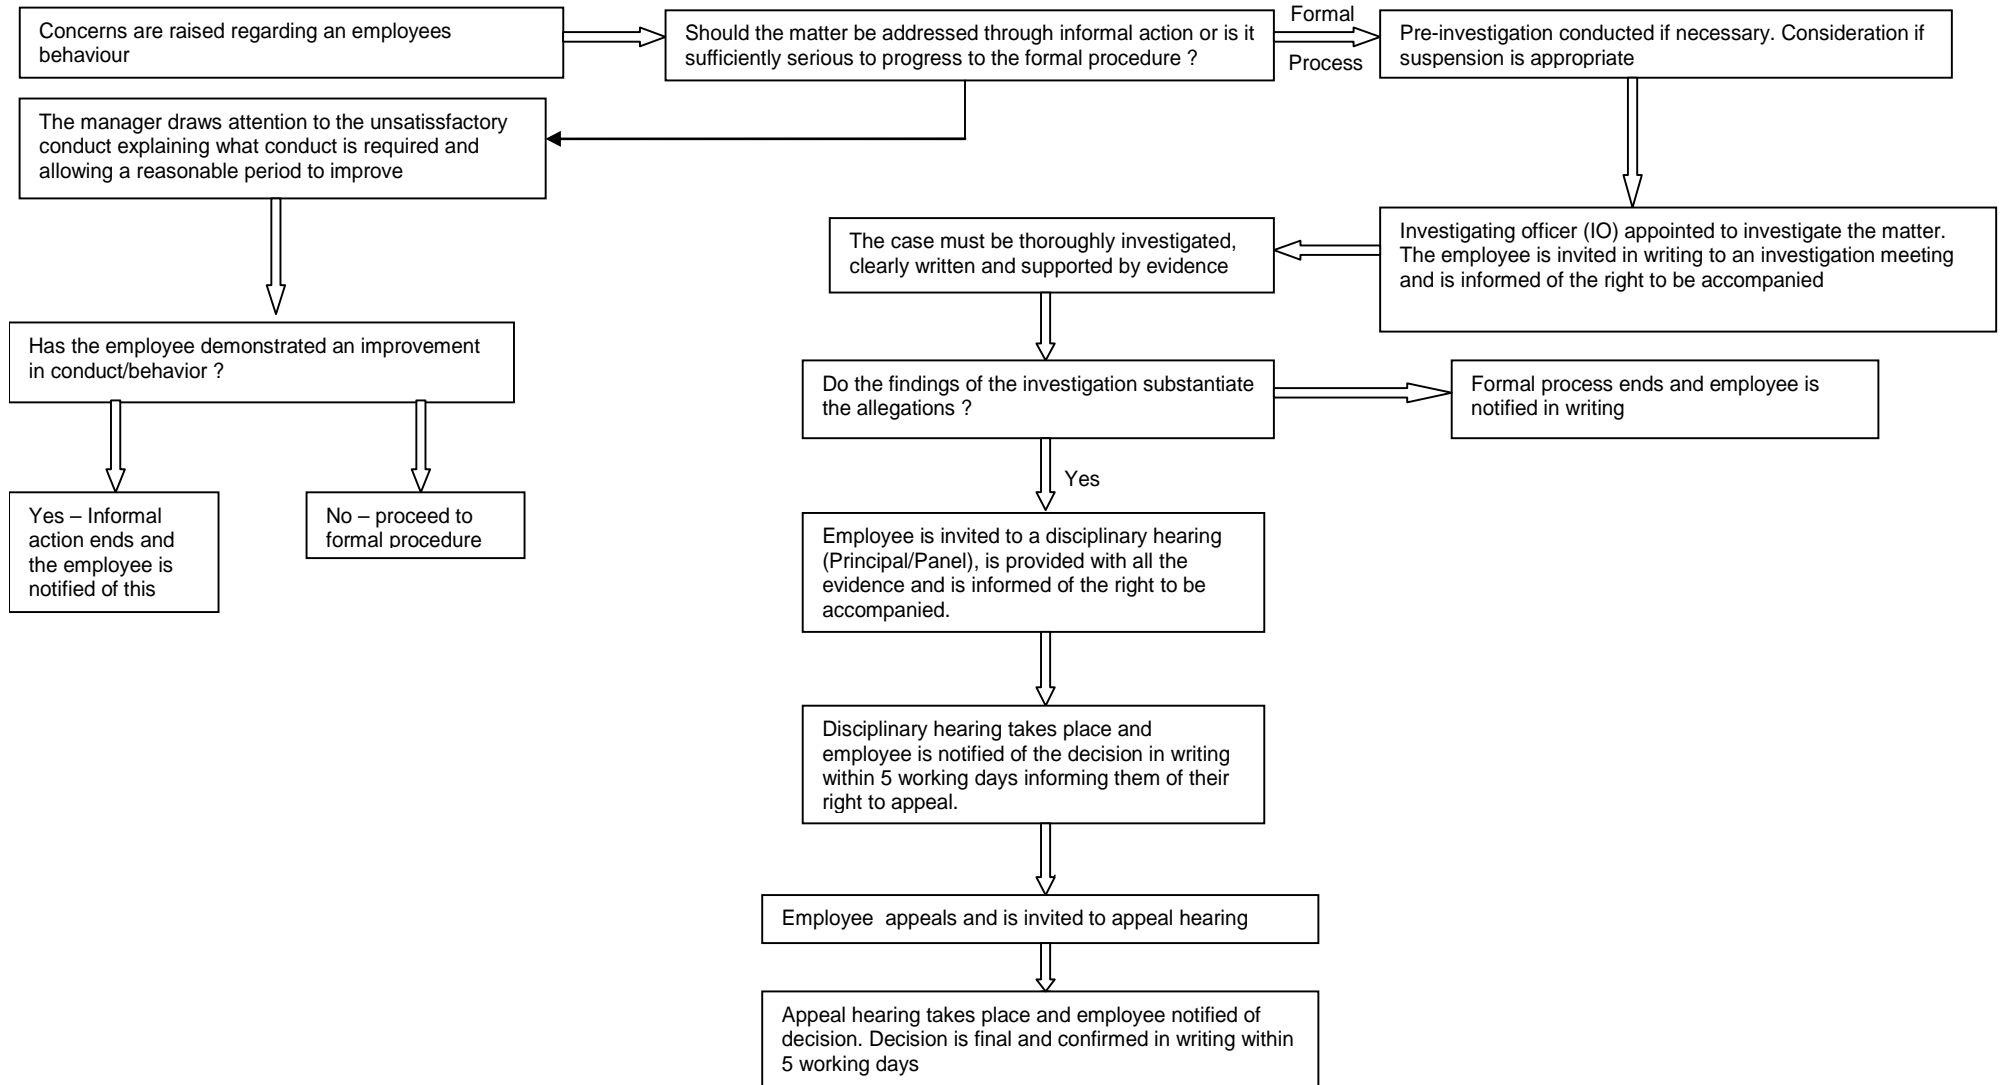 Concerns are raised regarding an employees
behaviour
Should the matter be addressed through informal action or is it
sufficiently serious to progress to the formal procedure ?
Formal
Process
Pre-investigation conducted if necessary. Consideration if
suspension is appropriate
The manager draws attention to the unsatissfactory
conduct explaining what conduct is required and
allowing a reasonable period to improve
Investigating officer (IO) appointed to investigate the matter.
The employee is invited in writing to an investigation meeting
and is informed of the right to be accompanied
The case must be thoroughly investigated,
clearly written and supported by evidence
Has the employee demonstrated an improvement
in conduct/behavior ?
Do the findings of the investigation substantiate
the allegations ?
Formal process ends and employee is
notified in writing
Yes
Yes – Informal
action ends and
the employee is
notified of this
No – proceed to
formal procedure
Employee is invited to a disciplinary hearing
(Principal/Panel), is provided with all the
evidence and is informed of the right to be
accompanied.
Disciplinary hearing takes place and
employee is notified of the decision in writing
within 5 working days informing them of their
right to appeal.
Employee  appeals and is invited to appeal hearing
Appeal hearing takes place and employee notified of
decision. Decision is final and confirmed in writing within
5 working days